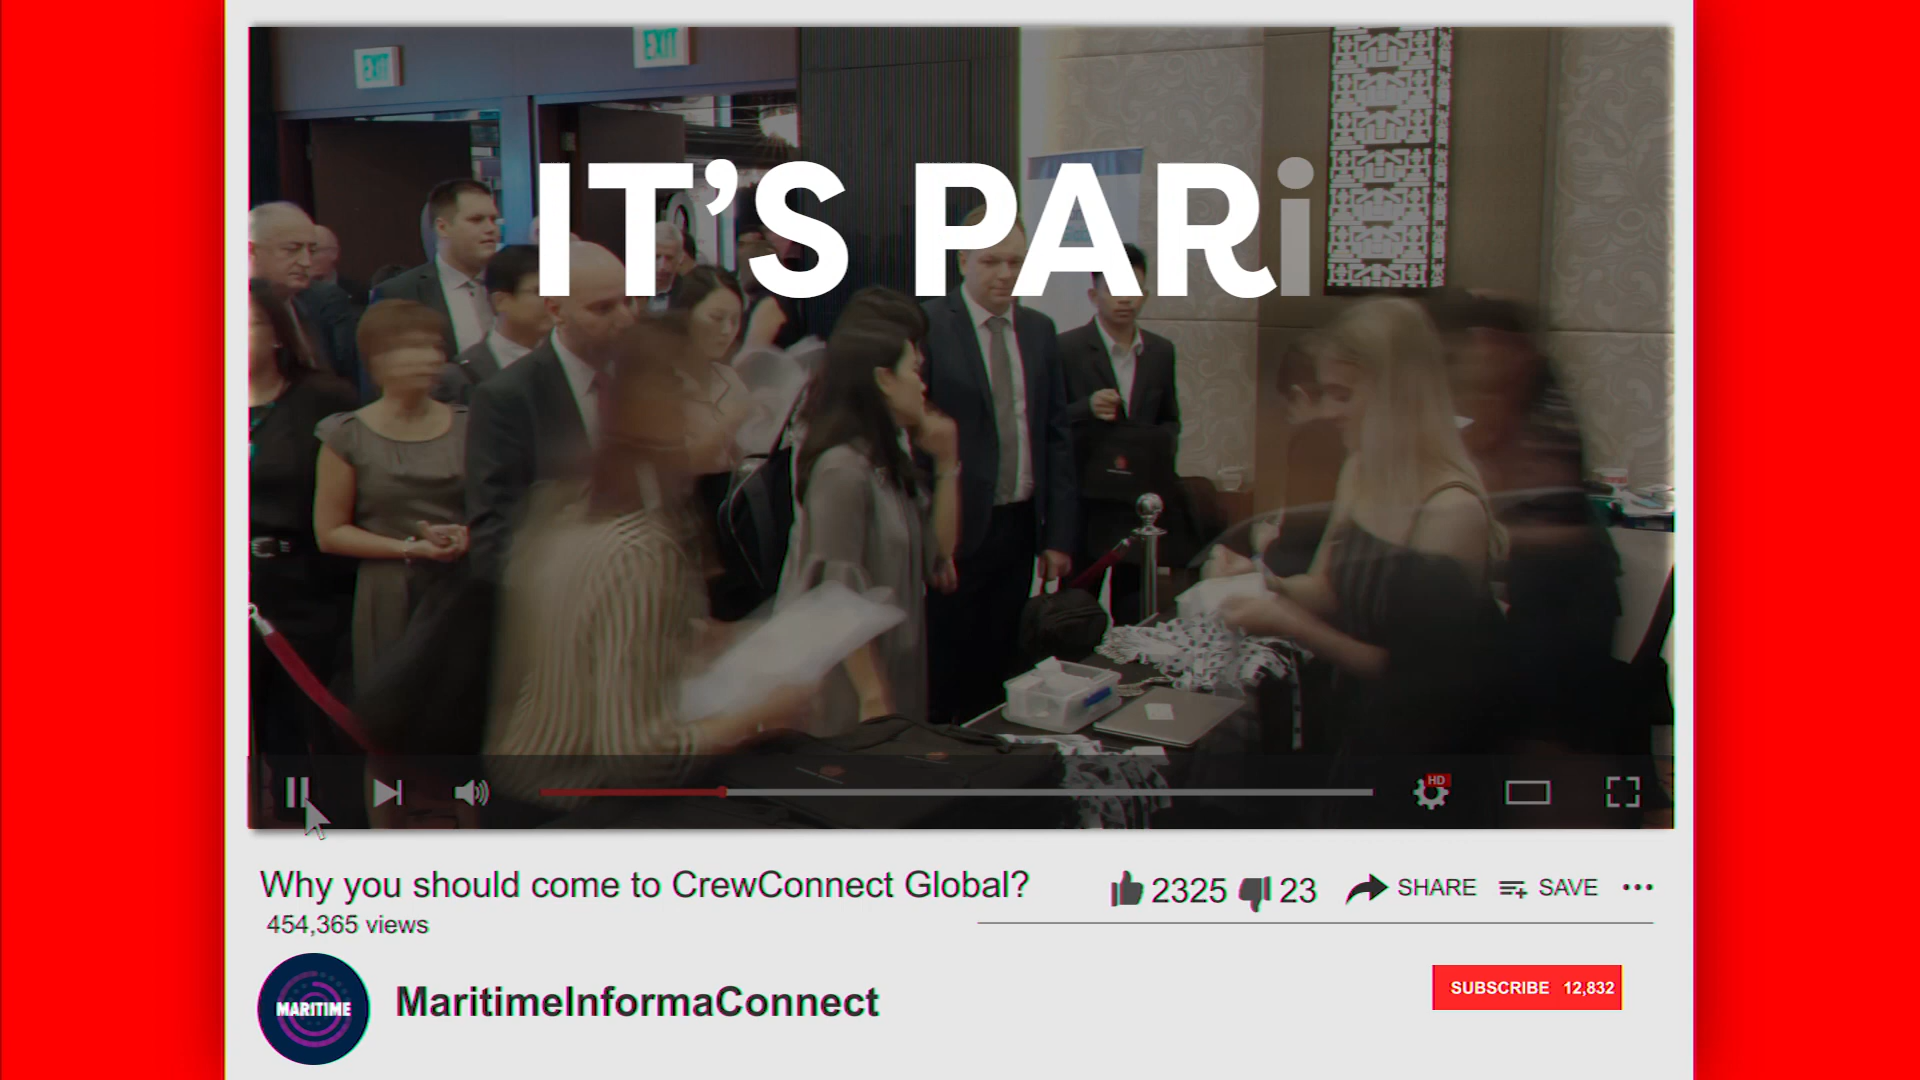 EXIT
EXIT
IT'S PARi
HD
Why you should come to CrewConnect Global?
2325 23 SHARE SAVE
454,365 views
MARITIME
MaritimeInformaConnect
SUBSCRIBE 12,832